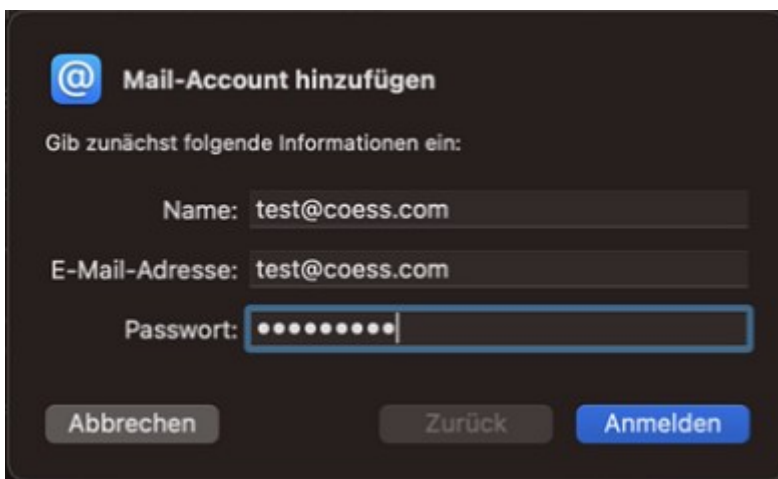 @ Mail-Account hinzufügen
Gib zunächst folgende Informationen ein:
Name: test@coess.com
E-Mail-Adresse: test@coess.com
Passwort: •••••••••
Abbrechen Zurück Anmelden